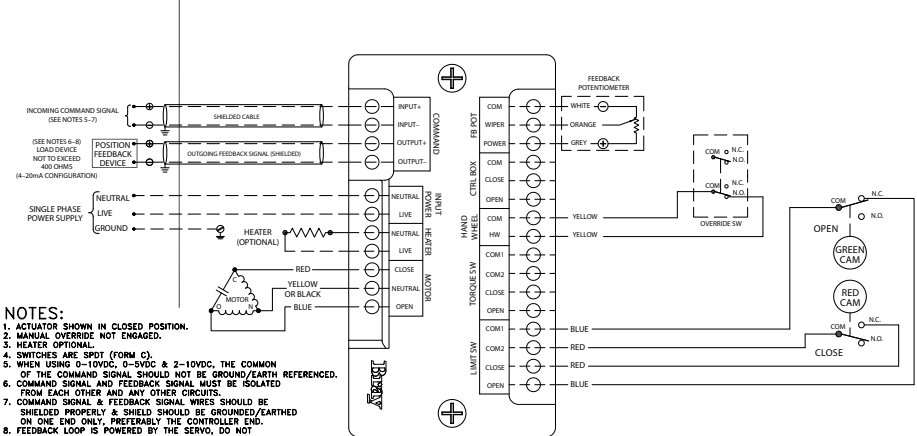 INCOMING COMMAND SIGNAL
(SEE NOTES 5–7)
SHIELDED CABLE
(SEE NOTES 6–8)
LOAD DEVICE
NOT TO EXCEED
400 OHMS
(4–20mA CONFIGURATION)
POSITION
FEEDBACK
DEVICE
OUTGOING FEEDBACK SIGNAL (SHIELDED)
SINGLE PHASE
POWER SUPPLY
NEUTRAL
LIVE
GROUND
HEATER
(OPTIONAL)
RED
YELLOW
OR BLACK
BLUE
C
MOTOR
O
N
INPUT+
INPUT–
OUTPUT+
OUTPUT–
COMMAND
NEUTRAL
LIVE
INPUT
POWER
NEUTRAL
LIVE
HEATER
CLOSE
NEUTRAL
OPEN
MOTOR
Bray
FB POT
COM
WIPER
POWER
CTRL BOX
COM
CLOSE
OPEN
HAND
WHEEL
COM
HW
TORQUE SW
COM1
COM2
CLOSE
OPEN
LIMIT SW
COM1
COM2
CLOSE
OPEN
FEEDBACK
POTENTIOMETER
WHITE
ORANGE
GREY
YELLOW
YELLOW
COM
N.C.
N.O.
COM
N.C.
N.O.
OVERRIDE SW
N.C.
COM
N.O.
OPEN
GREEN
CAM
RED
CAM
N.C.
COM
N.O.
CLOSE
BLUE
RED
RED
BLUE
NOTES:
1. ACTUATOR SHOWN IN CLOSED POSITION.
2. MANUAL OVERRIDE NOT ENGAGED.
3. HEATER OPTIONAL.
4. SWITCHES ARE SPDT (FORM C).
5. WHEN USING 0–10VDC, 0–5VDC & 2–10VDC, THE COMMON
OF THE COMMAND SIGNAL SHOULD NOT BE GROUND/EARTH REFERENCED.
6. COMMAND SIGNAL AND FEEDBACK SIGNAL MUST BE ISOLATED
FROM EACH OTHER AND ANY OTHER CIRCUITS.
7. COMMAND SIGNAL & FEEDBACK SIGNAL WIRES SHOULD BE
SHIELDED PROPERLY & SHIELD SHOULD BE GROUNDED/EARTHED
ON ONE END ONLY, PREFERABLY THE CONTROLLER END.
8. FEEDBACK LOOP IS POWERED BY THE SERVO, DO NOT